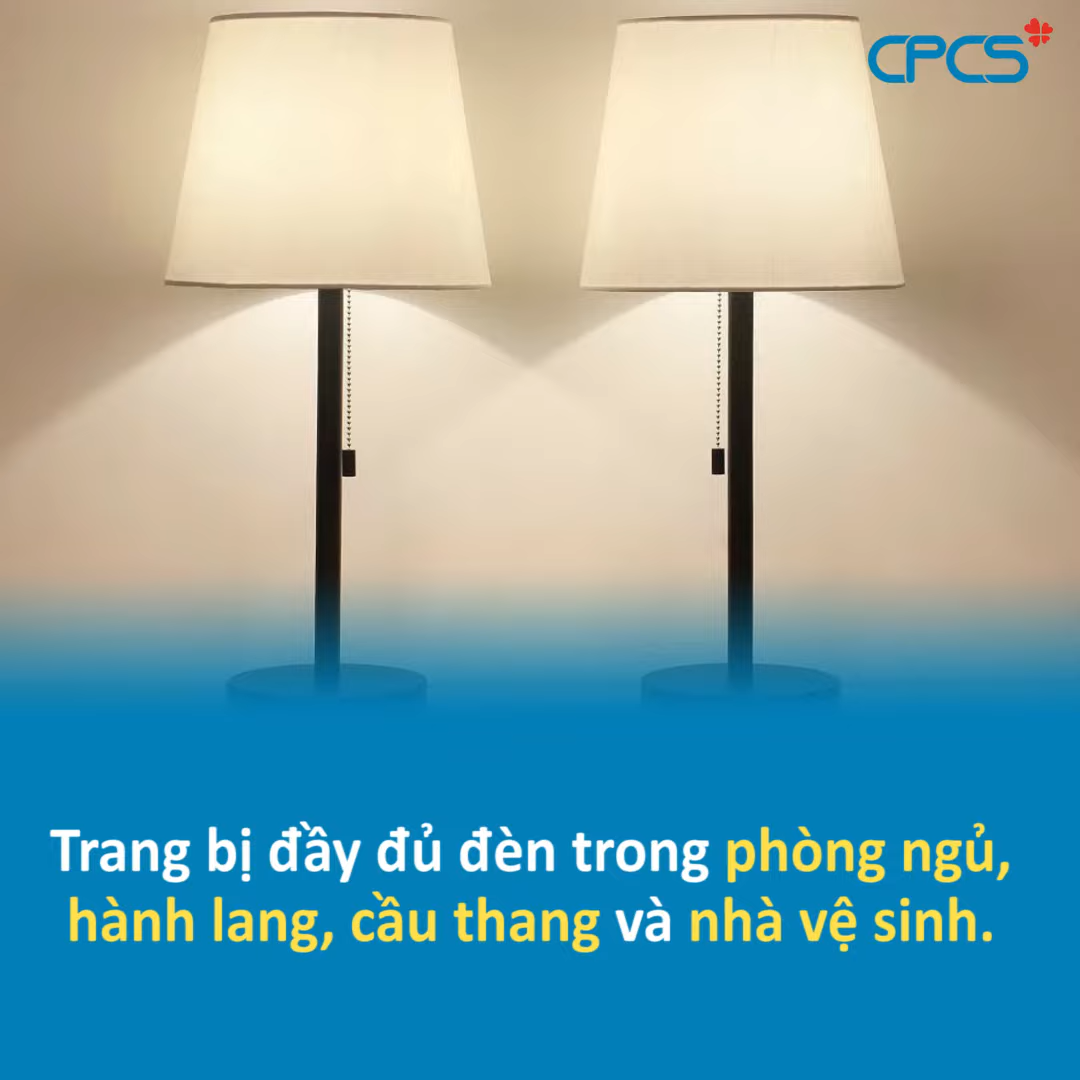 CPCS
Trang bị đầy đủ đèn trong phòng ngủ,
hành lang, cầu thang và nhà vệ sinh.